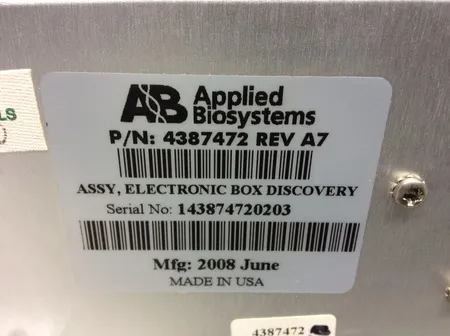 AB Applied
Biosystems
P/N: 4387472 REV A7
ASSY, ELECTRONIC BOX DISCOVERY
Serial No: 143874720203
Mfg: 2008 June
MADE IN USA
LS
4387472